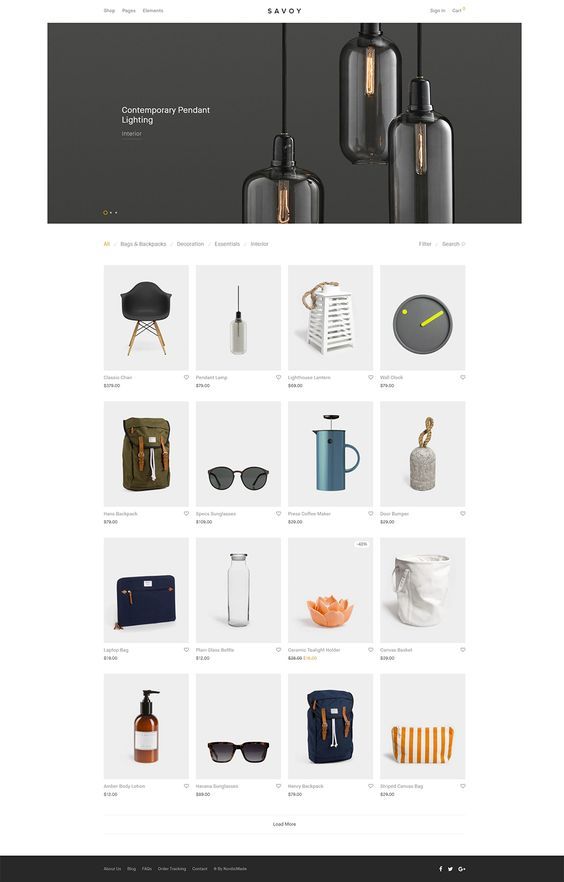 Shop Pages Elements
SAVOY
Sign in Cart 0
Contemporary Pendant
Lighting
Interior
All / Bags & Backpacks / Decoration / Essentials / Interior
Filter / Search
Classic Chair
$379.00
Pendant Lamp
$79.00
Lighthouse Lantern
$69.00
Wall Clock
$79.00
Hans Backpack
$79.00
Specs Sunglasses
$109.00
Press Coffee Maker
$39.00
Door Bumper
$29.00
-43%
Laptop Bag
$19.00
Plain Glass Bottle
$12.00
Ceramic Tealight Holder
$28.00 $16.00
Canvas Basket
$39.00
Amber Body Lotion
$12.00
Havana Sunglasses
$99.00
Henry Backpack
$79.00
Striped Canvas Bag
$29.00
Load More
About Us Blog FAQs Order Tracking Contact © By NordicMade